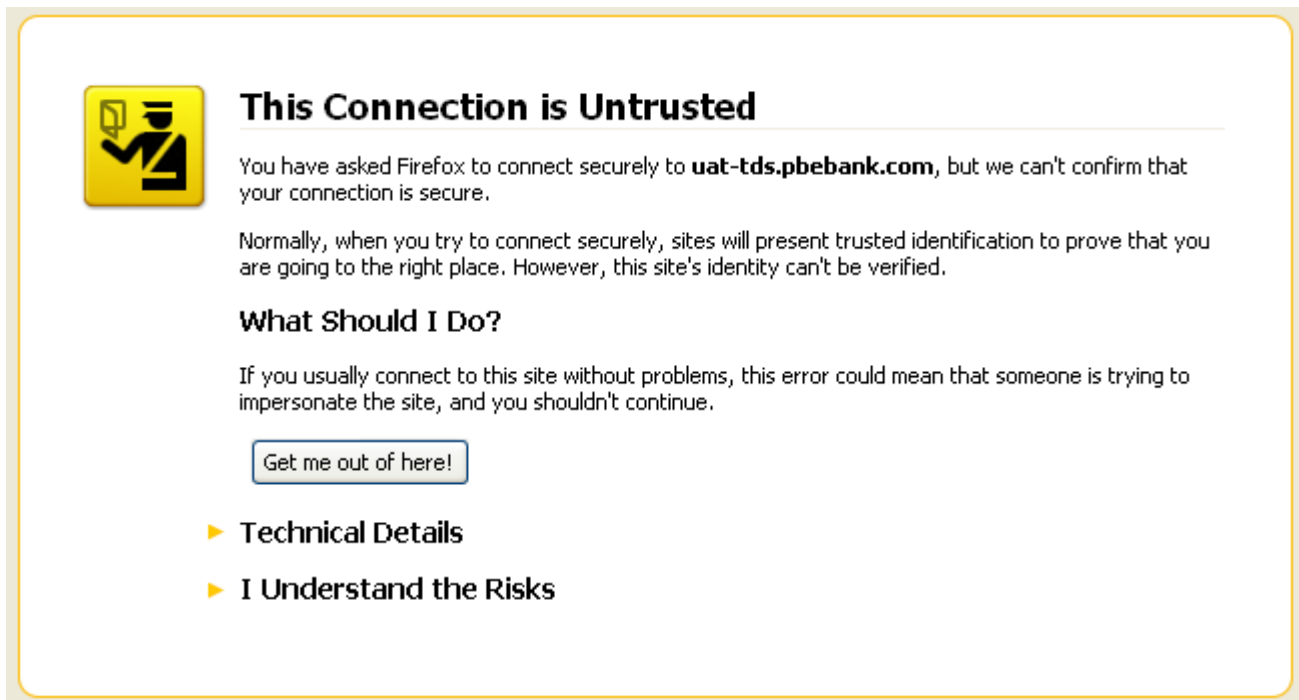 This Connection is Untrusted
You have asked Firefox to connect securely to uat-tds.pbebank.com, but we can't confirm that
your connection is secure.
Normally, when you try to connect securely, sites will present trusted identification to prove that you
are going to the right place. However, this site's identity can't be verified.
What Should I Do?
If you usually connect to this site without problems, this error could mean that someone is trying to
impersonate the site, and you shouldn't continue.
Get me out of here!
Technical Details
I Understand the Risks